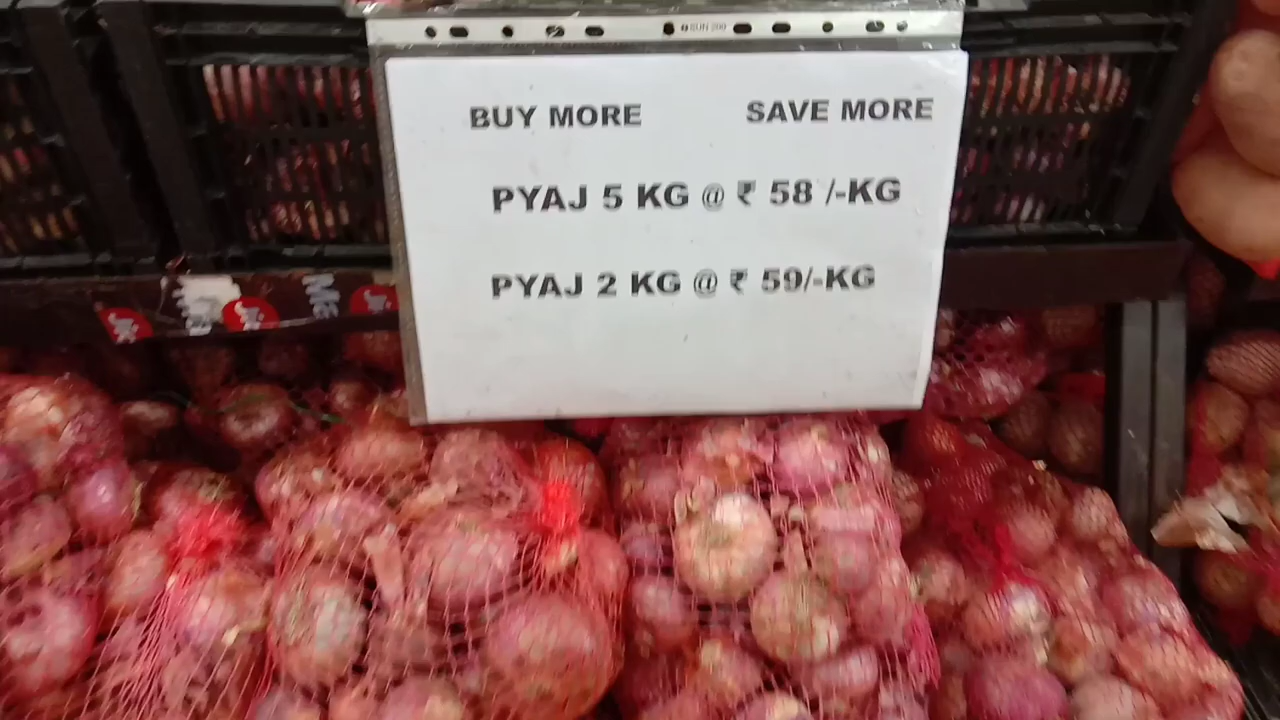 BUY MORE SAVE MORE
PYAJ 5 KG @ ₹ 58 /-KG
PYAJ 2 KG @ ₹ 59/-KG